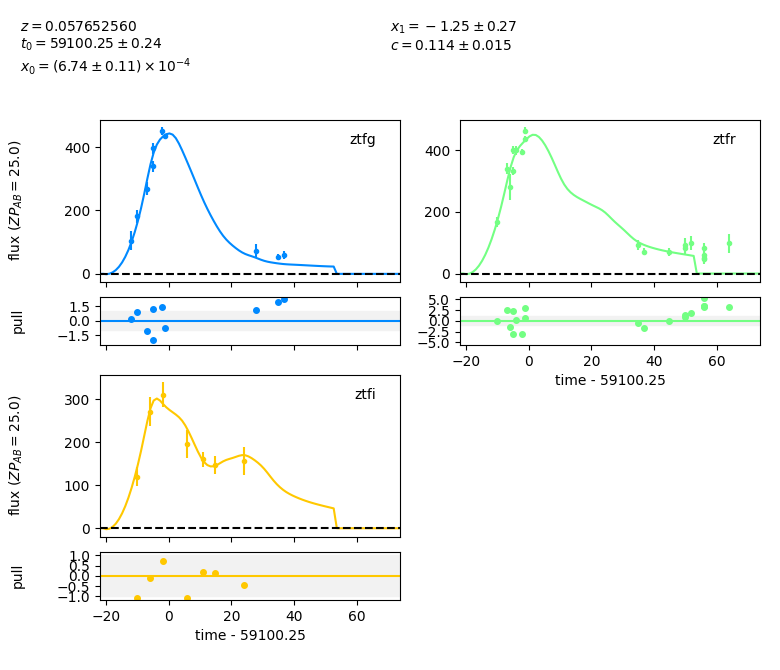 z = 0.057652560
t0 = 59100.25 ± 0.24
x0 = (6.74 ± 0.11) × 10^−4
x1 = −1.25 ± 0.27
c = 0.114 ± 0.015
flux (ZPAB = 25.0)
400
200
0
ztfg
400
300
200
100
0
ztfr
pull
1.5
0.0
−1.5
5.0
2.5
0.0
−2.5
−5.0
−20 0 20 40 60
time - 59100.25
flux (ZPAB = 25.0)
300
200
100
0
ztfi
pull
1.0
0.5
0.0
−0.5
−1.0
−20 0 20 40 60
time - 59100.25